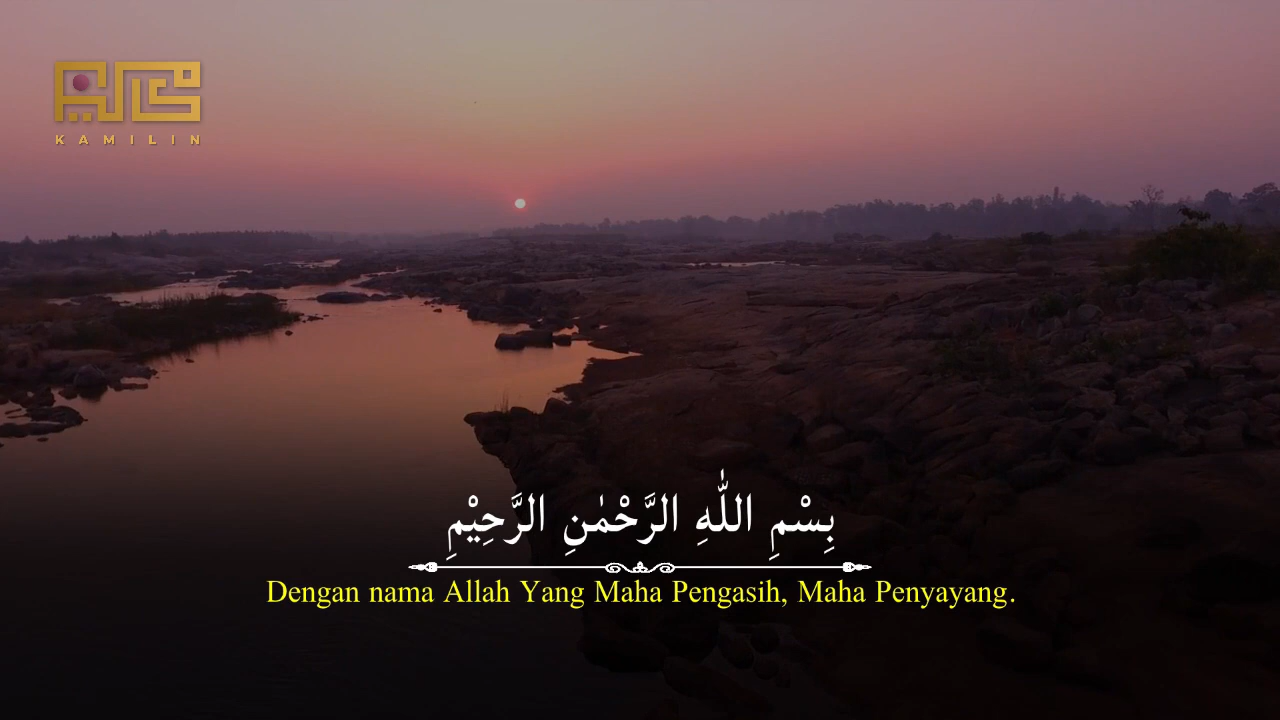 KAMILIN
بِسْمِ اللّٰهِ الرَّحْمٰنِ الرَّحِيْمِ
Dengan nama Allah Yang Maha Pengasih, Maha Penyayang.